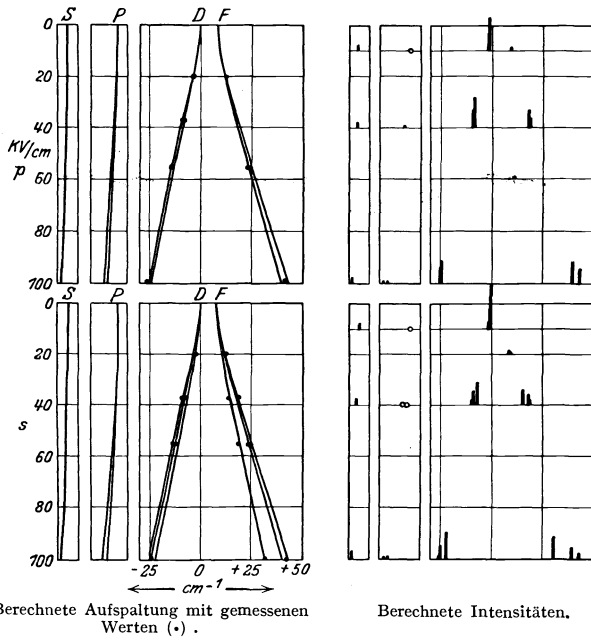 S P D F
0
20
40
KV/cm
p
60
80
100
S P D F
0
20
40
s
60
80
100
-25 0 +25 +50
cm⁻¹
Berechnete Aufspaltung mit gemessenen
Werten (•) .
Berechnete Intensitäten.